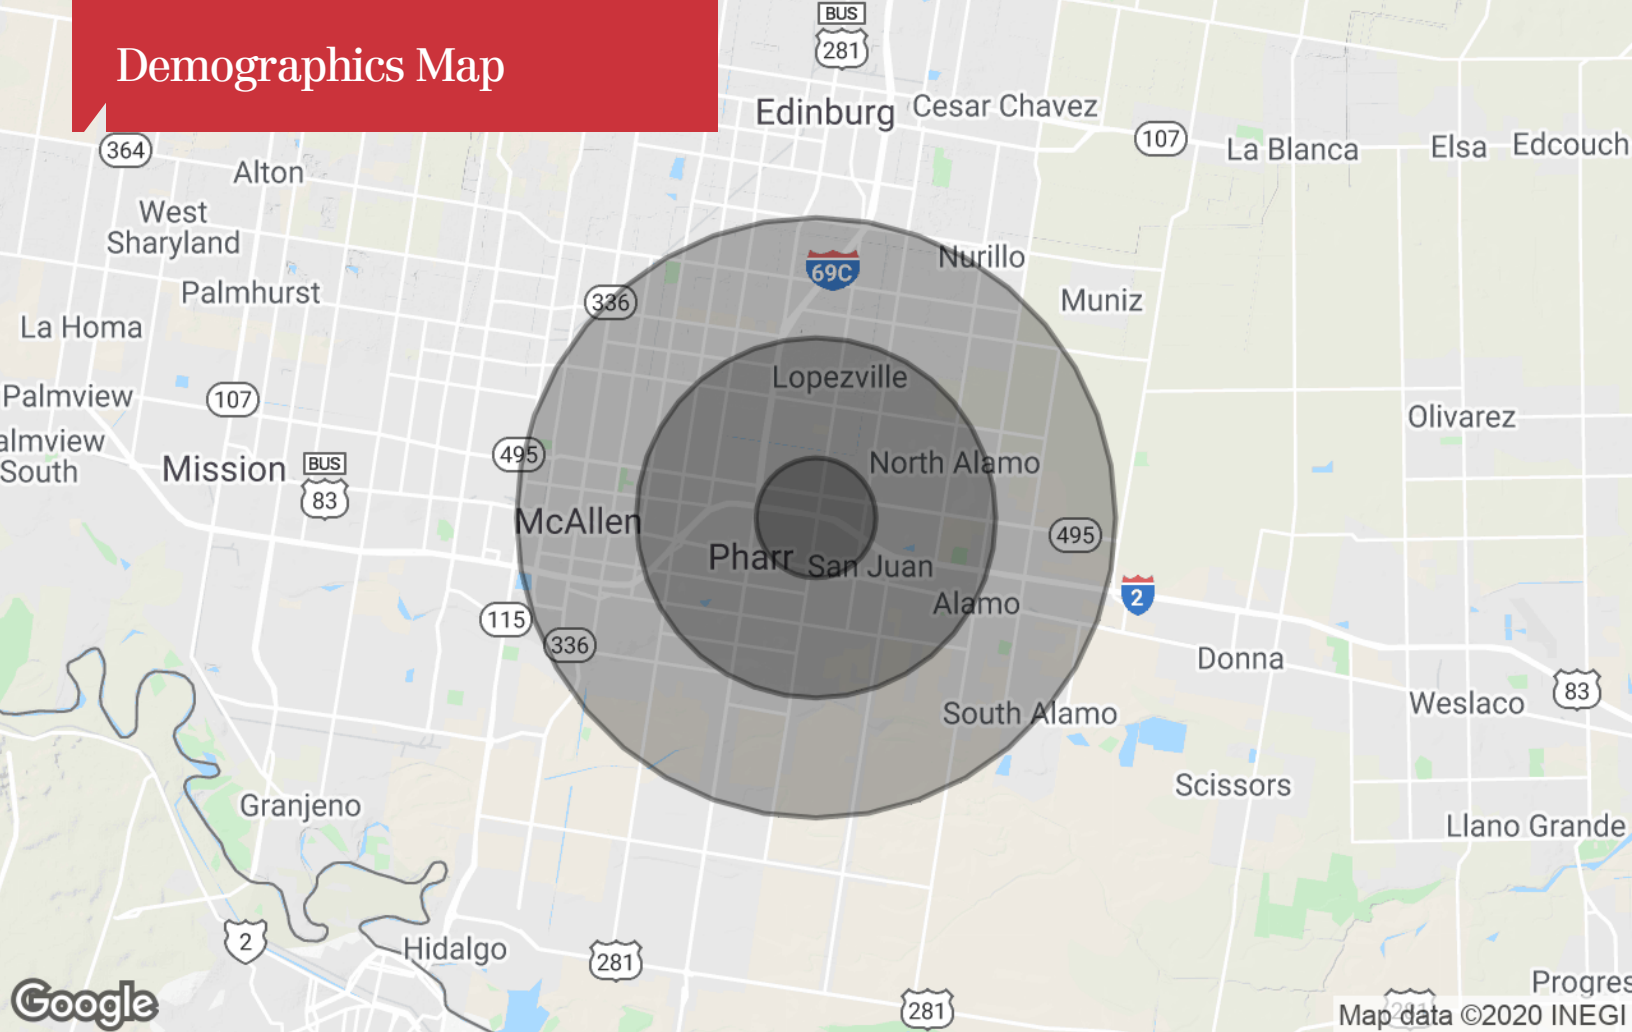 Demographics Map
BUS
281
Edinburg
Cesar Chavez
107
La Blanca
Elsa
Edcouch
364
Alton
West
Sharyland
Palmhurst
La Homa
69C
Nurillo
336
Muniz
Palmview
107
Lopezville
Olivarez
almview
South
Mission
BUS
83
495
North Alamo
McAllen
Pharr
San Juan
495
2
Alamo
115
336
Donna
Weslaco
83
South Alamo
Scissors
Granjeno
Llano Grande
2
Hidalgo
281
281
281
Progres
Google
Map data ©2020 INEGI